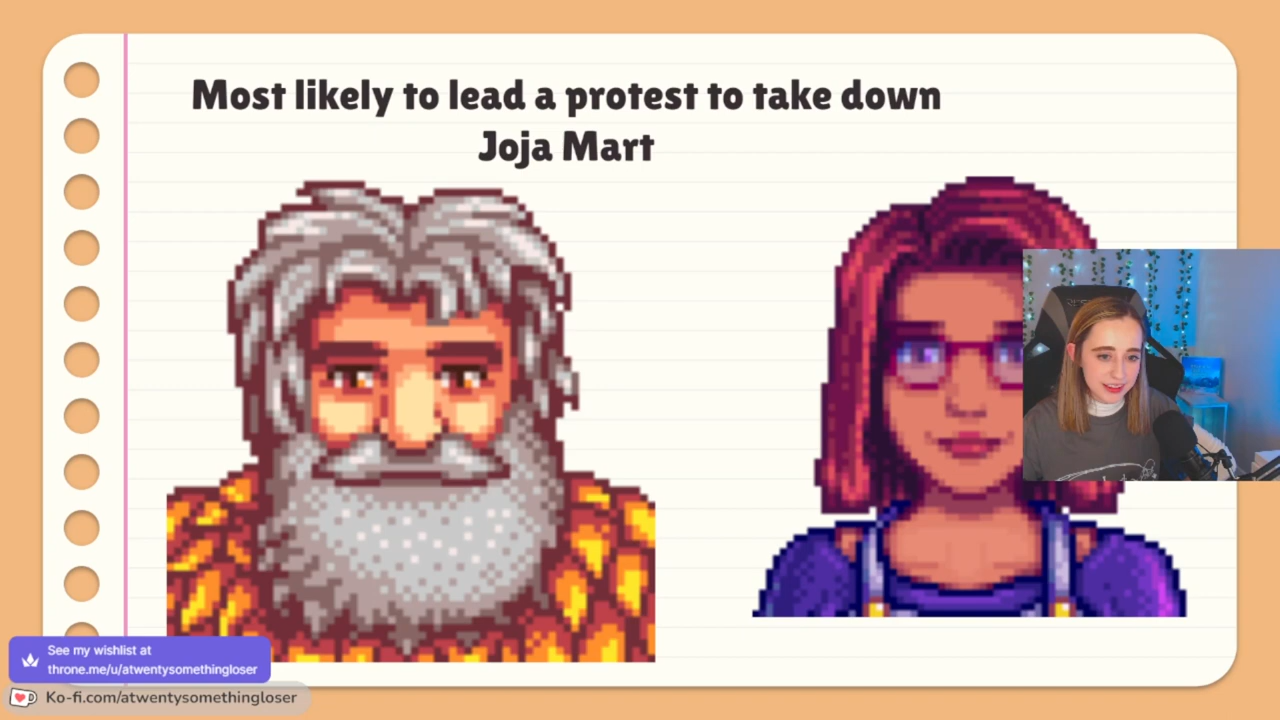 Most likely to lead a protest to take down
Joja Mart
See my wishlist at
throne.me/u/atwentysomethingloser
Ko-fi.com/atwentysomethingloser